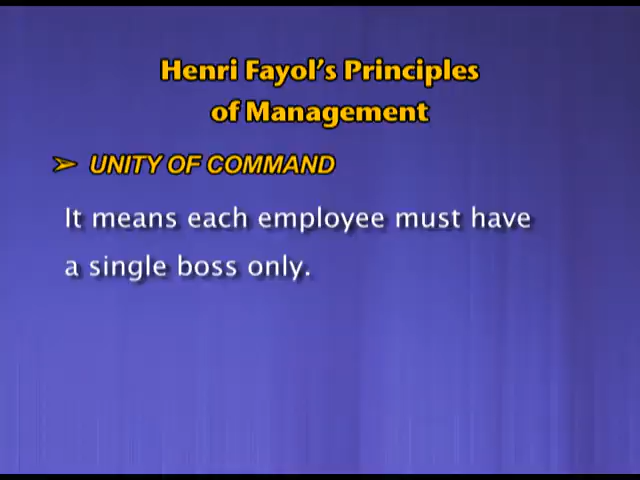 Henri Fayol's Principles
of Management
➢ UNITY OF COMMAND
It means each employee must have
a single boss only.